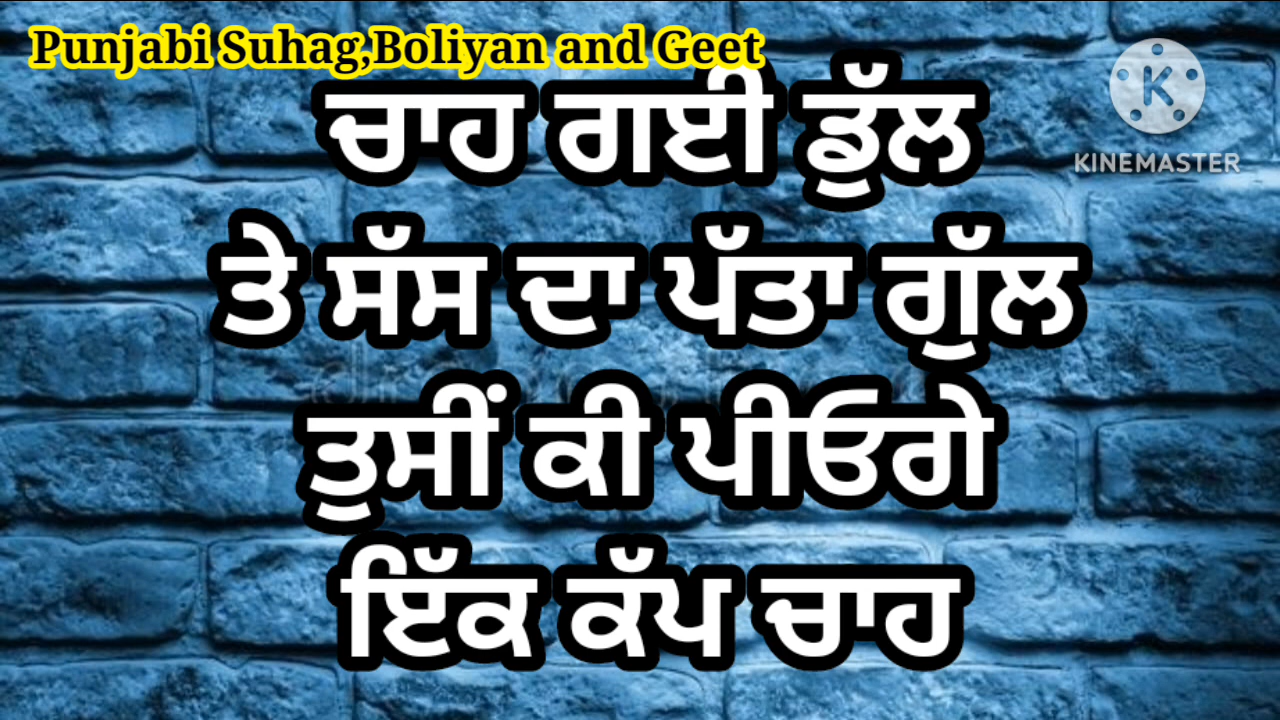 Punjabi Suhag,Boliyan and Geet
K
KINEMASTER
ਚਾਹ ਗਈ ਡੁੱਲ
ਤੇ ਸੱਸ ਦਾ ਪੱਤਾ ਗੁੱਲ
ਤੁਸੀਂ ਕੀ ਪੀਓਗੇ
ਇੱਕ ਕੱਪ ਚਾਹ